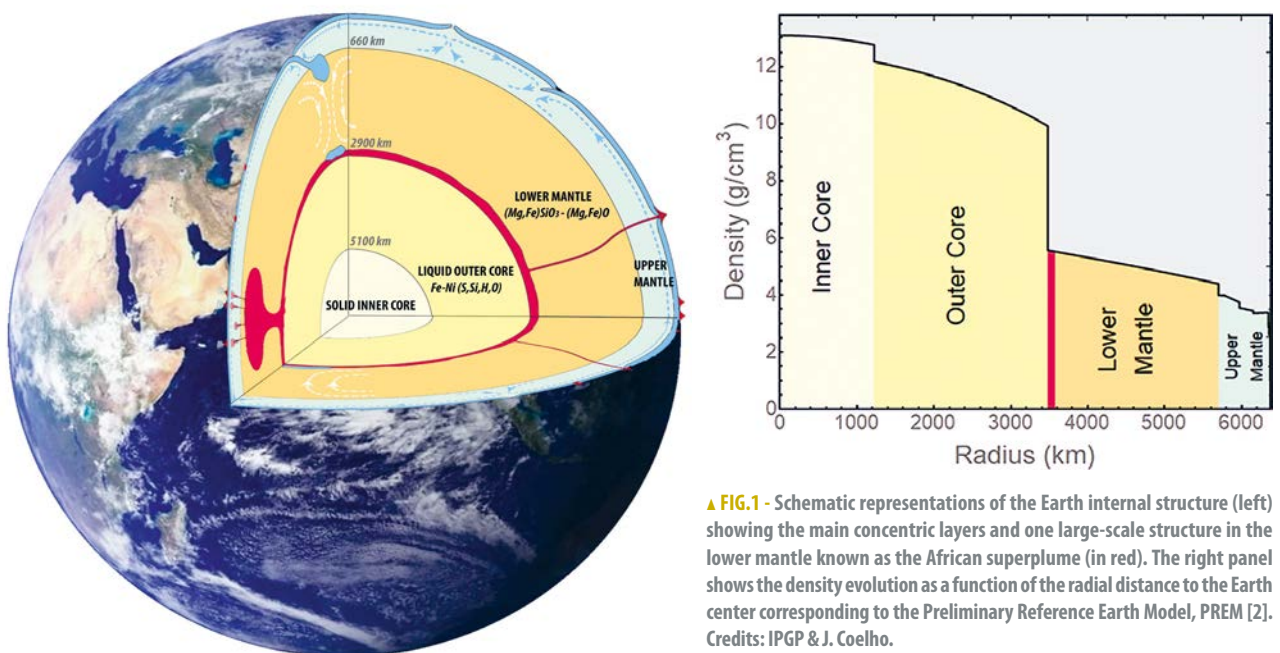 660 km
2900 km
LOWER MANTLE
(Mg,Fe)SiO₃ - (Mg,Fe)O
5100 km
LIQUID OUTER CORE
Fe-Ni (S,Si,H,O)
UPPER
MANTLE
SOLID INNER CORE
Density (g/cm³)
12
10
8
6
4
2
0
Inner Core
Outer Core
Lower
Mantle
Upper
Mantle
0 1000 2000 3000 4000 5000 6000
Radius (km)
▲ FIG.1 - Schematic representations of the Earth internal structure (left)
showing the main concentric layers and one large-scale structure in the
lower mantle known as the African superplume (in red). The right panel
shows the density evolution as a function of the radial distance to the Earth
center corresponding to the Preliminary Reference Earth Model, PREM [2].
Credits: IPGP & J. Coelho.